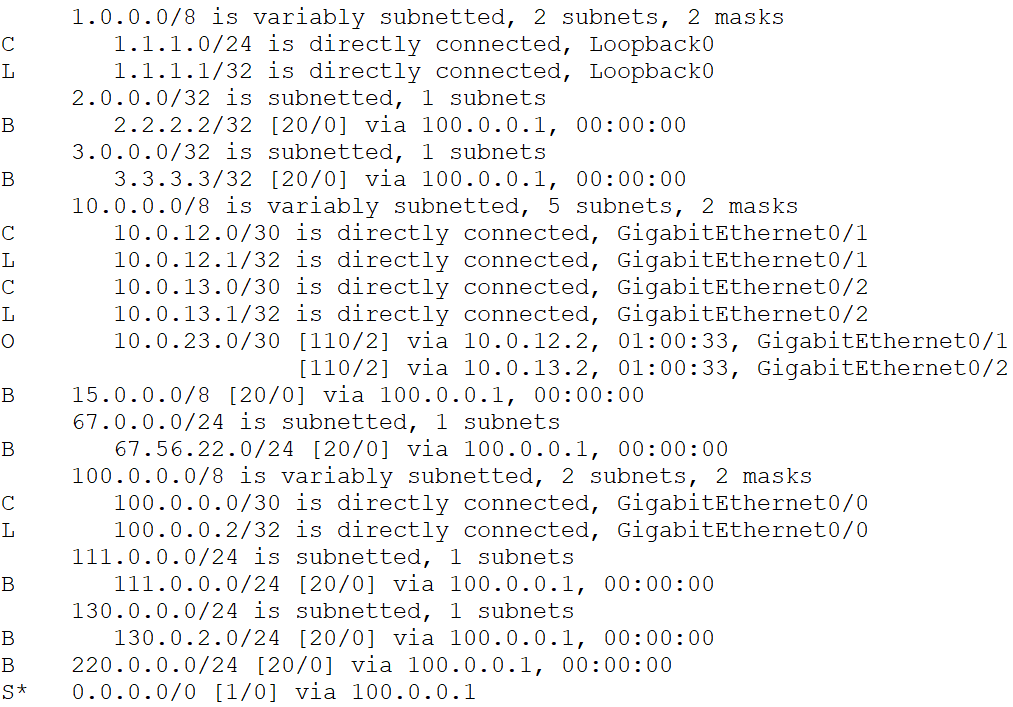 1.0.0.0/8 is variably subnetted, 2 subnets, 2 masks
C       1.1.1.0/24 is directly connected, Loopback0
L       1.1.1.1/32 is directly connected, Loopback0
     2.0.0.0/32 is subnetted, 1 subnets
B       2.2.2.2/32 [20/0] via 100.0.0.1, 00:00:00
     3.0.0.0/32 is subnetted, 1 subnets
B       3.3.3.3/32 [20/0] via 100.0.0.1, 00:00:00
     10.0.0.0/8 is variably subnetted, 5 subnets, 2 masks
C       10.0.12.0/30 is directly connected, GigabitEthernet0/1
L       10.0.12.1/32 is directly connected, GigabitEthernet0/1
C       10.0.13.0/30 is directly connected, GigabitEthernet0/2
L       10.0.13.1/32 is directly connected, GigabitEthernet0/2
O       10.0.23.0/30 [110/2] via 10.0.12.2, 01:00:33, GigabitEthernet0/1
                     [110/2] via 10.0.13.2, 01:00:33, GigabitEthernet0/2
B    15.0.0.0/8 [20/0] via 100.0.0.1, 00:00:00
     67.0.0.0/24 is subnetted, 1 subnets
B       67.56.22.0/24 [20/0] via 100.0.0.1, 00:00:00
     100.0.0.0/8 is variably subnetted, 2 subnets, 2 masks
C       100.0.0.0/30 is directly connected, GigabitEthernet0/0
L       100.0.0.2/32 is directly connected, GigabitEthernet0/0
     111.0.0.0/24 is subnetted, 1 subnets
B       111.0.0.0/24 [20/0] via 100.0.0.1, 00:00:00
     130.0.0.0/24 is subnetted, 1 subnets
B       130.0.2.0/24 [20/0] via 100.0.0.1, 00:00:00
B    220.0.0.0/24 [20/0] via 100.0.0.1, 00:00:00
S*   0.0.0.0/0 [1/0] via 100.0.0.1